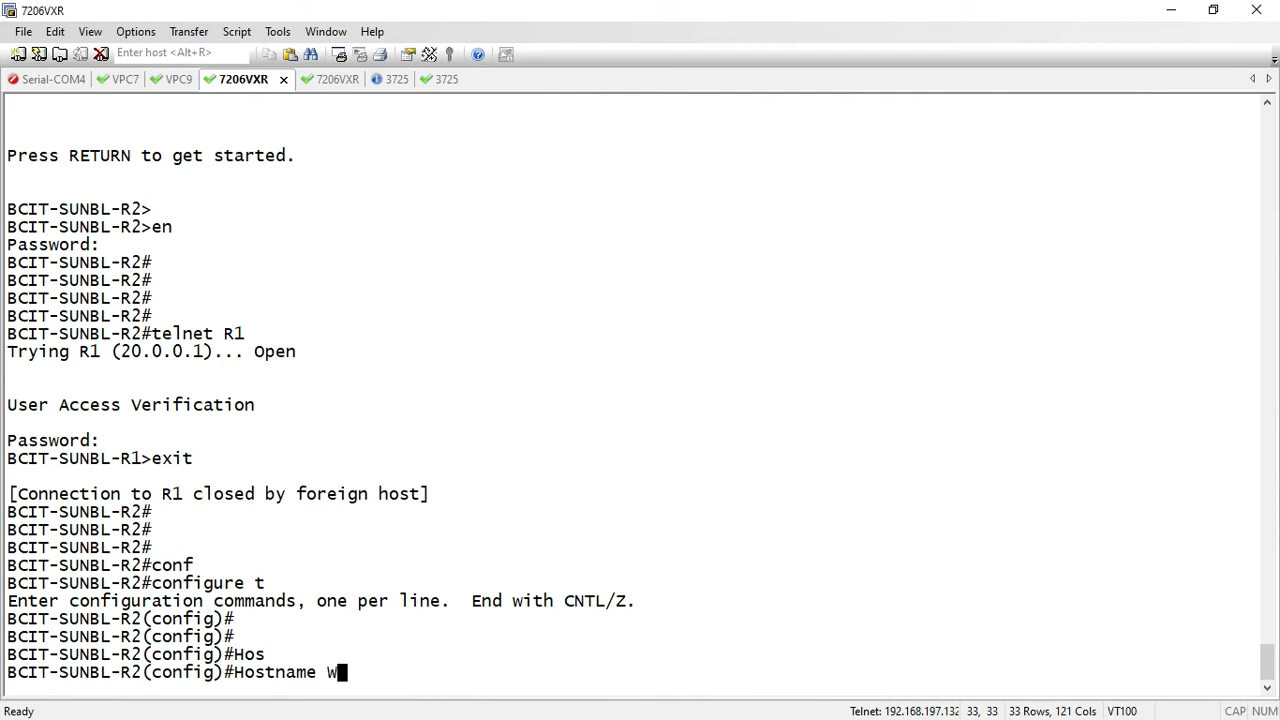 7206VXR
File Edit View Options Transfer Script Tools Window Help
Enter host <Alt+R>
Serial-COM4 VPC7 VPC9 7206VXR 7206VXR 3725 3725
Press RETURN to get started.
BCIT-SUNBL-R2>
BCIT-SUNBL-R2>en
Password:
BCIT-SUNBL-R2#
BCIT-SUNBL-R2#
BCIT-SUNBL-R2#
BCIT-SUNBL-R2#
BCIT-SUNBL-R2#telnet R1
Trying R1 (20.0.0.1)... Open
User Access Verification
Password:
BCIT-SUNBL-R1>exit
[Connection to R1 closed by foreign host]
BCIT-SUNBL-R2#
BCIT-SUNBL-R2#
BCIT-SUNBL-R2#
BCIT-SUNBL-R2#conf
BCIT-SUNBL-R2#configure t
Enter configuration commands, one per line.  End with CNTL/Z.
BCIT-SUNBL-R2(config)#
BCIT-SUNBL-R2(config)#
BCIT-SUNBL-R2(config)#Hos
BCIT-SUNBL-R2(config)#Hostname W
Ready Telnet: 192.168.197.132 33, 33 33 Rows, 121 Cols VT100 CAP NUM